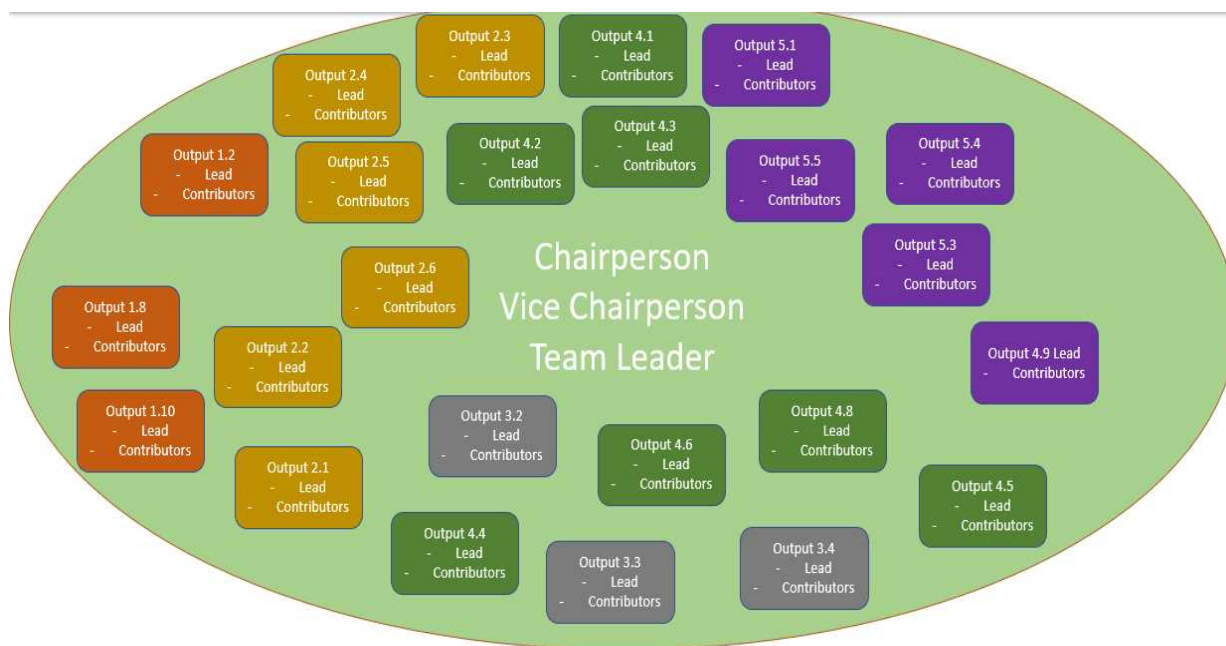 Output 2.3
- Lead
- Contributors
Output 4.1
- Lead
- Contributors
Output 5.1
- Lead
- Contributors
Output 2.4
- Lead
- Contributors
Output 4.3
- Lead
- Contributors
Output 4.2
- Lead
- Contributors
Output 5.4
- Lead
- Contributors
Output 1.2
- Lead
- Contributors
Output 2.5
- Lead
- Contributors
Output 5.5
- Lead
- Contributors
Output 5.3
- Lead
- Contributors
Output 2.6
- Lead
- Contributors
Chairperson
Vice Chairperson
Team Leader
Output 1.8
- Lead
- Contributors
Output 2.2
- Lead
- Contributors
Output 4.9 Lead
- Contributors
Output 1.10
- Lead
- Contributors
Output 3.2
- Lead
- Contributors
Output 4.8
- Lead
- Contributors
Output 4.6
- Lead
- Contributors
Output 2.1
- Lead
- Contributors
Output 4.5
- Lead
- Contributors
Output 4.4
- Lead
- Contributors
Output 3.3
- Lead
- Contributors
Output 3.4
- Lead
- Contributors